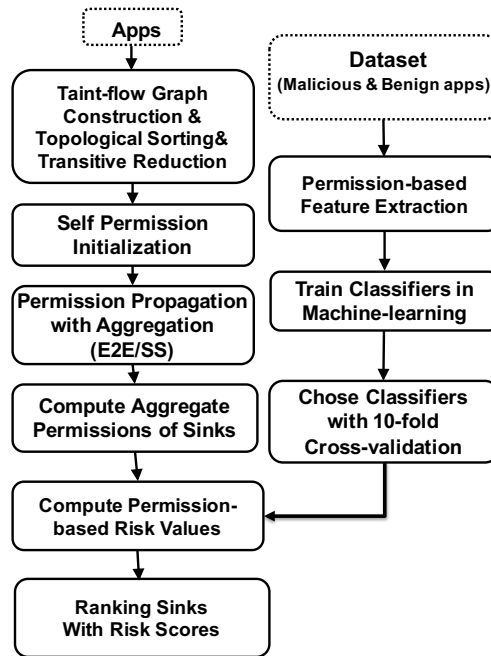 Apps
Taint-flow Graph
Construction &
Topological Sorting&
Transitive Reduction
Self Permission
Initialization
Permission Propagation
with Aggregation
(E2E/SS)
Compute Aggregate
Permissions of Sinks
Compute Permission-
based Risk Values
Ranking Sinks
With Risk Scores
Dataset
(Malicious & Benign apps)
Permission-based
Feature Extraction
Train Classifiers in
Machine-learning
Chose Classifiers
with 10-fold
Cross-validation